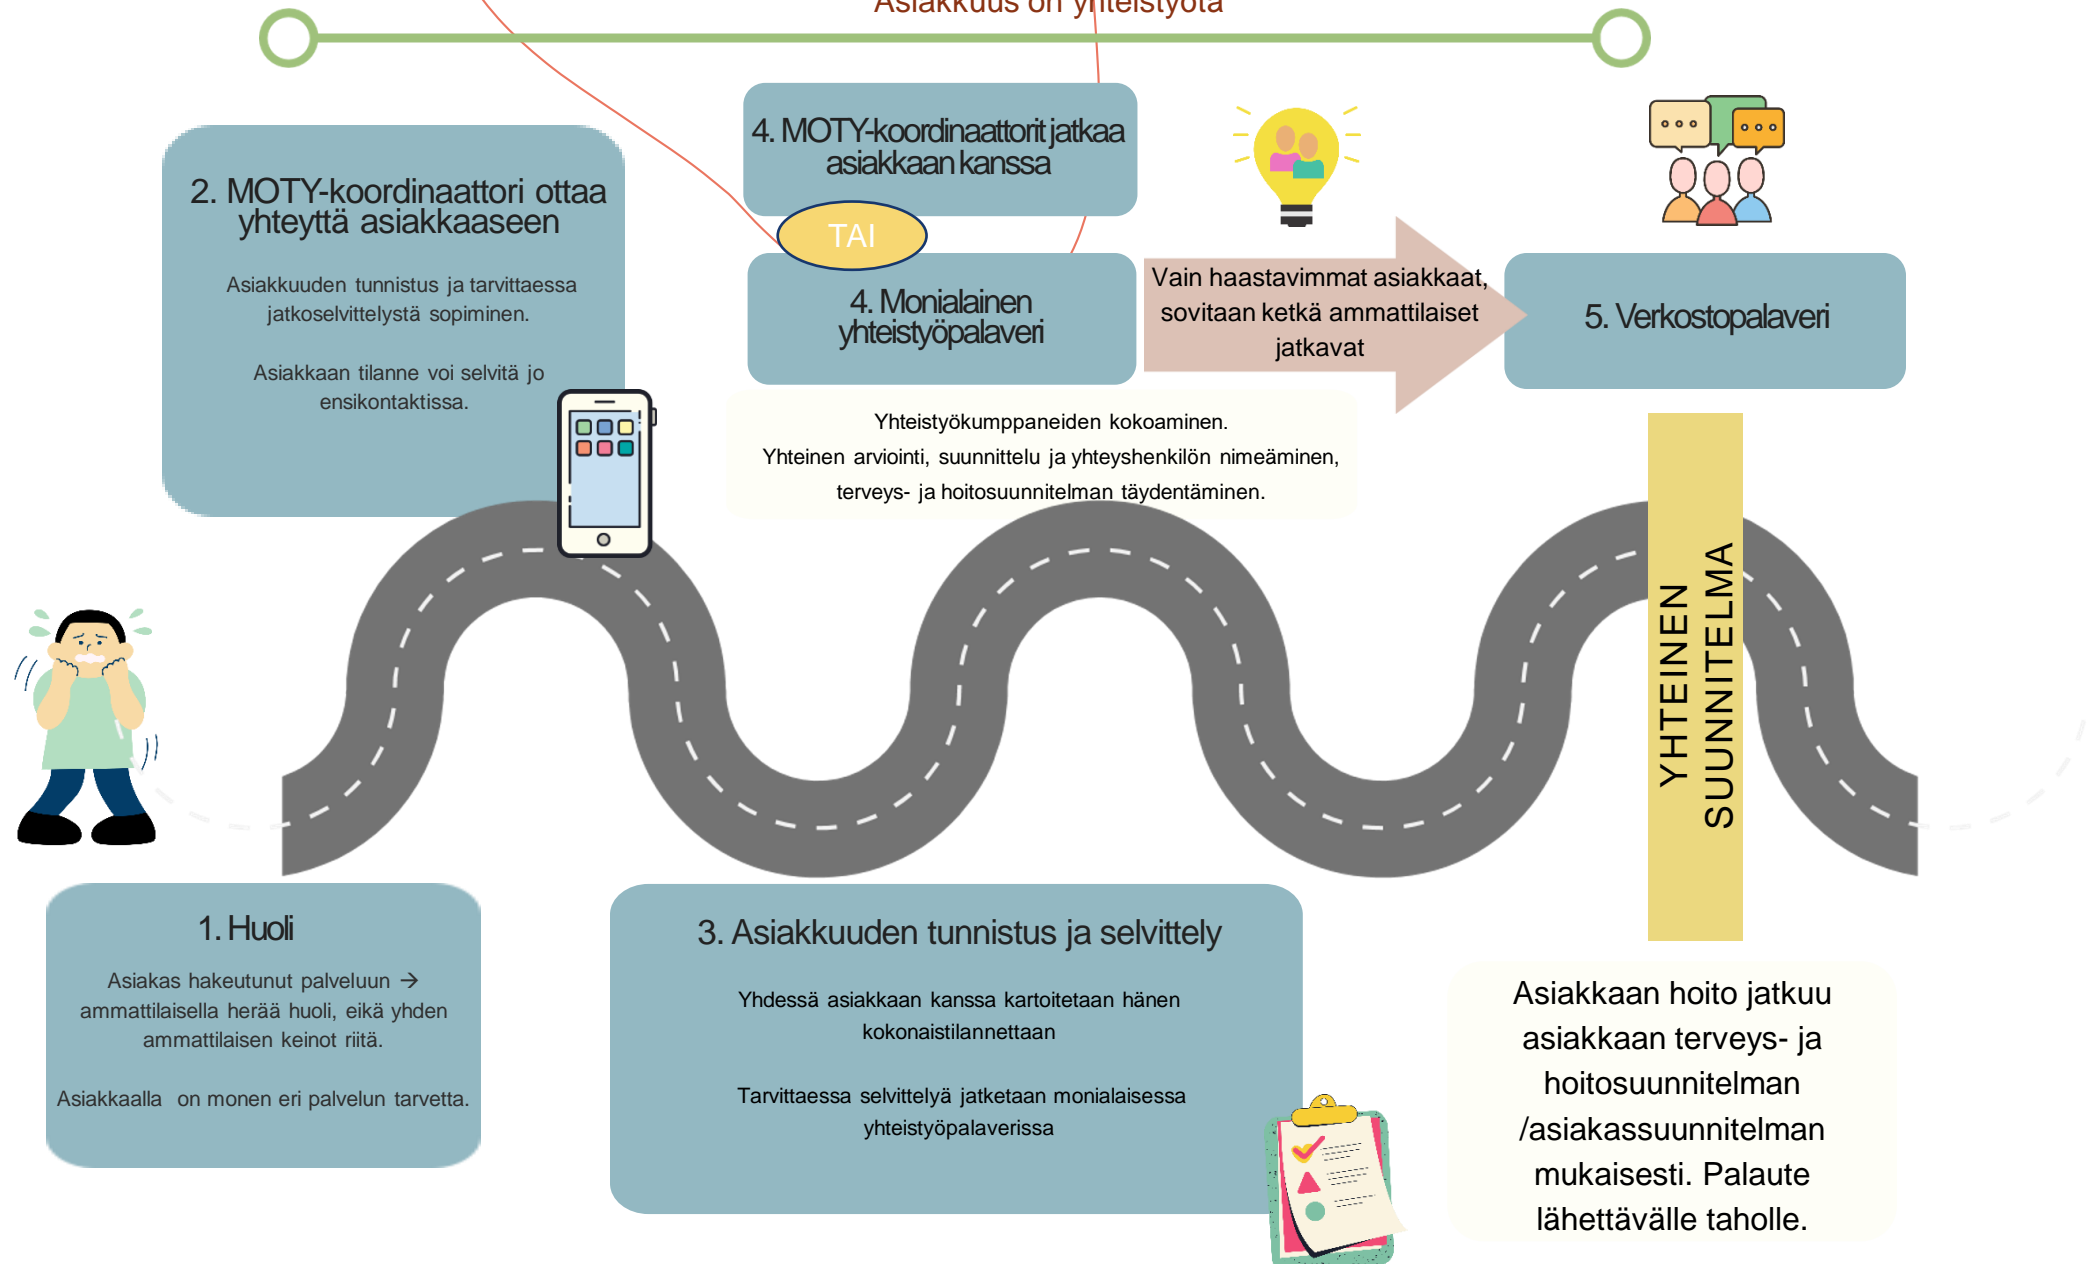 Asiakkuus on yhteistyötä
2. MOTY-koordinaattori ottaa
yhteyttä asiakkaaseen
Asiakkuuden tunnistus ja tarvittaessa
jatkoselvittelystä sopiminen.
Asiakkaan tilanne voi selvitä jo
ensikontaktissa.
4. MOTY-koordinaattorit jatkaa
asiakkaan kanssa
TAI
4. Monialainen
yhteistyöpalaveri
Vain haastavimmat asiakkaat,
sovitaan ketkä ammattilaiset
jatkavat
5. Verkostopalaveri
Yhteistyökumppaneiden kokoaminen.
Yhteinen arviointi, suunnittelu ja yhteyshenkilön nimeäminen,
terveys- ja hoitosuunnitelman täydentäminen.
YHTEINEN
SUUNNITELMA
1. Huoli
Asiakas hakeutunut palveluun →
ammattilaisella herää huoli, eikä yhden
ammattilaisen keinot riitä.
Asiakkaalla on monen eri palvelun tarvetta.
3. Asiakkuuden tunnistus ja selvittely
Yhdessä asiakkaan kanssa kartoitetaan hänen
kokonaistilannettaan
Tarvittaessa selvittelyä jatketaan monialaisessa
yhteistyöpalaverissa
Asiakkaan hoito jatkuu
asiakkaan terveys- ja
hoitosuunnitelman
/asiakassuunnitelman
mukaisesti. Palaute
lähettävälle taholle.